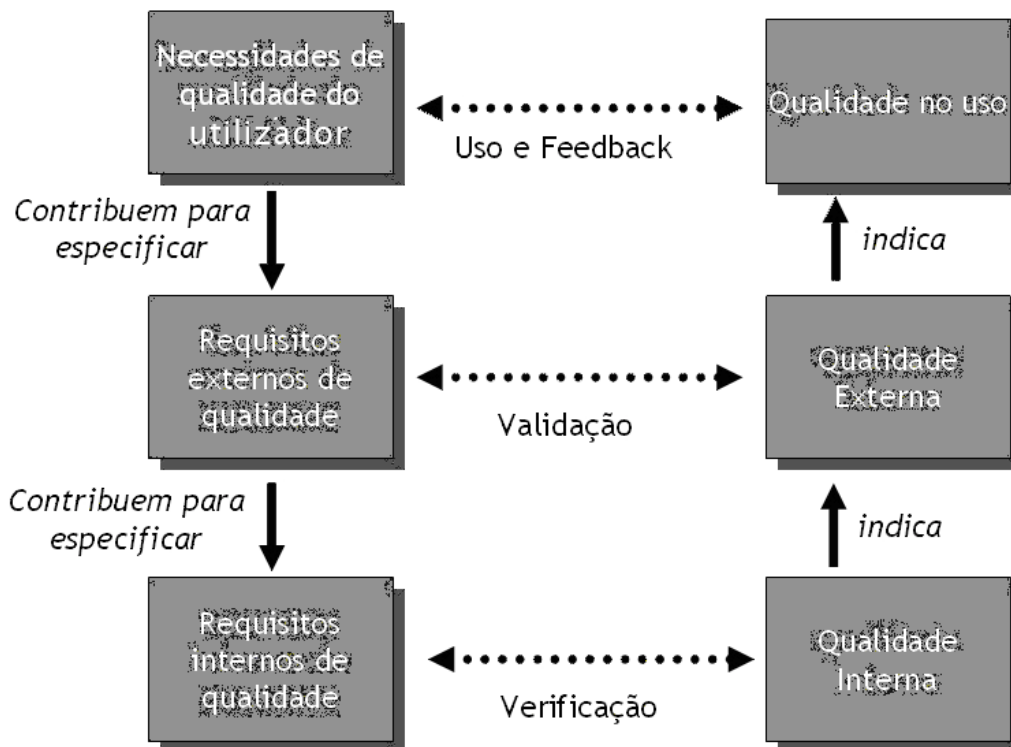 Necessidades de
qualidade do
utilizador
Qualidade no uso
Uso e Feedback
Contribuem para
especificar
indica
Requisitos
externos de
qualidade
Qualidade
Externa
Validação
Contribuem para
especificar
indica
Requisitos
internos de
qualidade
Qualidade
Interna
Verificação